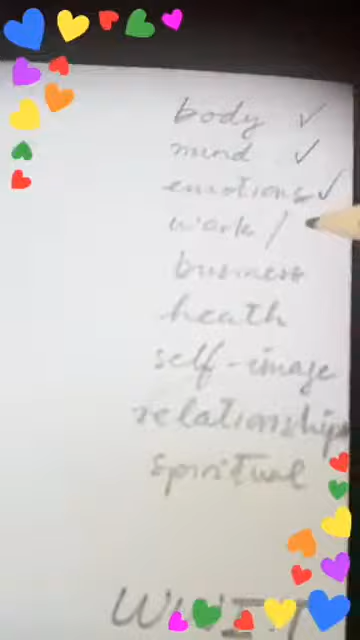 body ✓
mind ✓
emotions ✓
work /
business
heath
self-image
relationships
spiritual